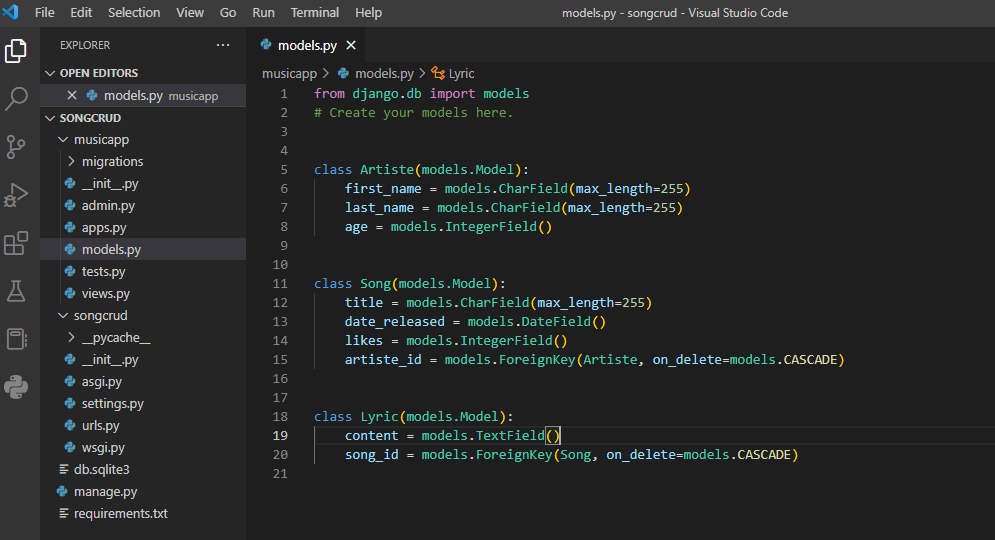 File Edit Selection View Go Run Terminal Help models.py - songcrud - Visual Studio Code
EXPLORER ···
OPEN EDITORS
models.py musicapp
SONGCRUD
musicapp
migrations
__init__.py
admin.py
apps.py
models.py
tests.py
views.py
songcrud
__pycache__
__init__.py
asgi.py
settings.py
urls.py
wsgi.py
db.sqlite3
manage.py
requirements.txt
models.py
musicapp > models.py > Lyric
1 from django.db import models
2 # Create your models here.
3
4
5 class Artiste(models.Model):
6     first_name = models.CharField(max_length=255)
7     last_name = models.CharField(max_length=255)
8     age = models.IntegerField()
9
10
11 class Song(models.Model):
12     title = models.CharField(max_length=255)
13     date_released = models.DateField()
14     likes = models.IntegerField()
15     artiste_id = models.ForeignKey(Artiste, on_delete=models.CASCADE)
16
17
18 class Lyric(models.Model):
19     content = models.TextField()
20     song_id = models.ForeignKey(Song, on_delete=models.CASCADE)
21